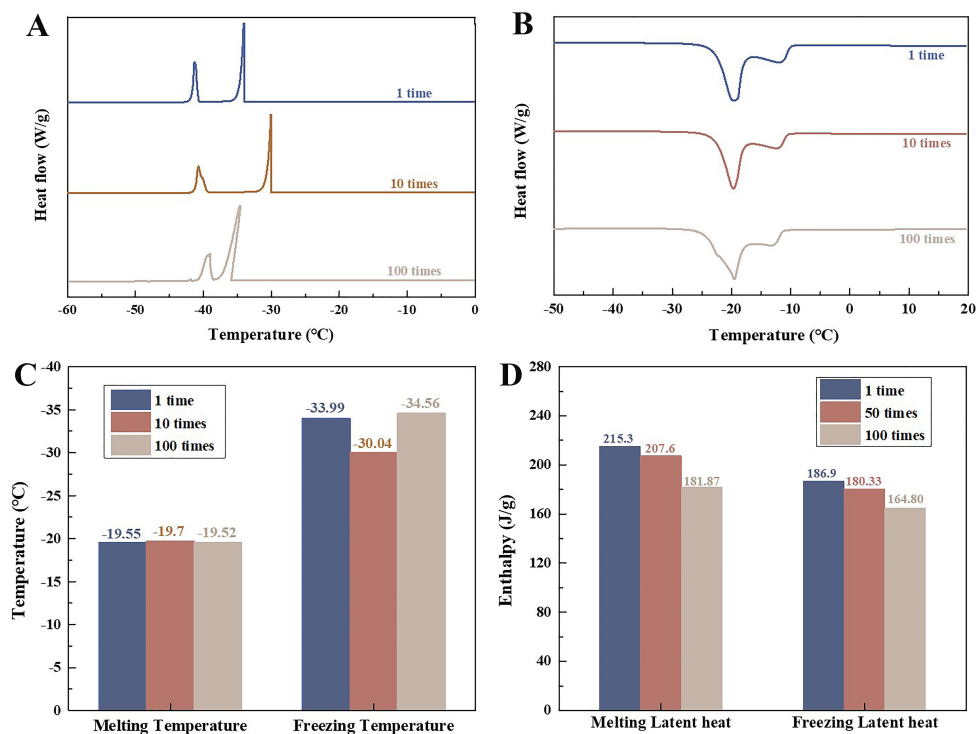 A
Heat flow (W/g)
1 time
10 times
100 times
-60 -50 -40 -30 -20 -10 0
Temperature (°C)
B
Heat flow (W/g)
1 time
10 times
100 times
-50 -40 -30 -20 -10 0 10 20
Temperature (°C)
C
Temperature (°C)
-40
-35
-30
-25
-20
-15
-10
-5
0
1 time
10 times
100 times
-19.55 -19.7 -19.52
-33.99 -30.04 -34.56
Melting Temperature Freezing Temperature
D
Enthalpy (J/g)
280
240
200
160
120
80
40
0
1 time
50 times
100 times
215.3 207.6 181.87
186.9 180.33 164.80
Melting Latent heat Freezing Latent heat